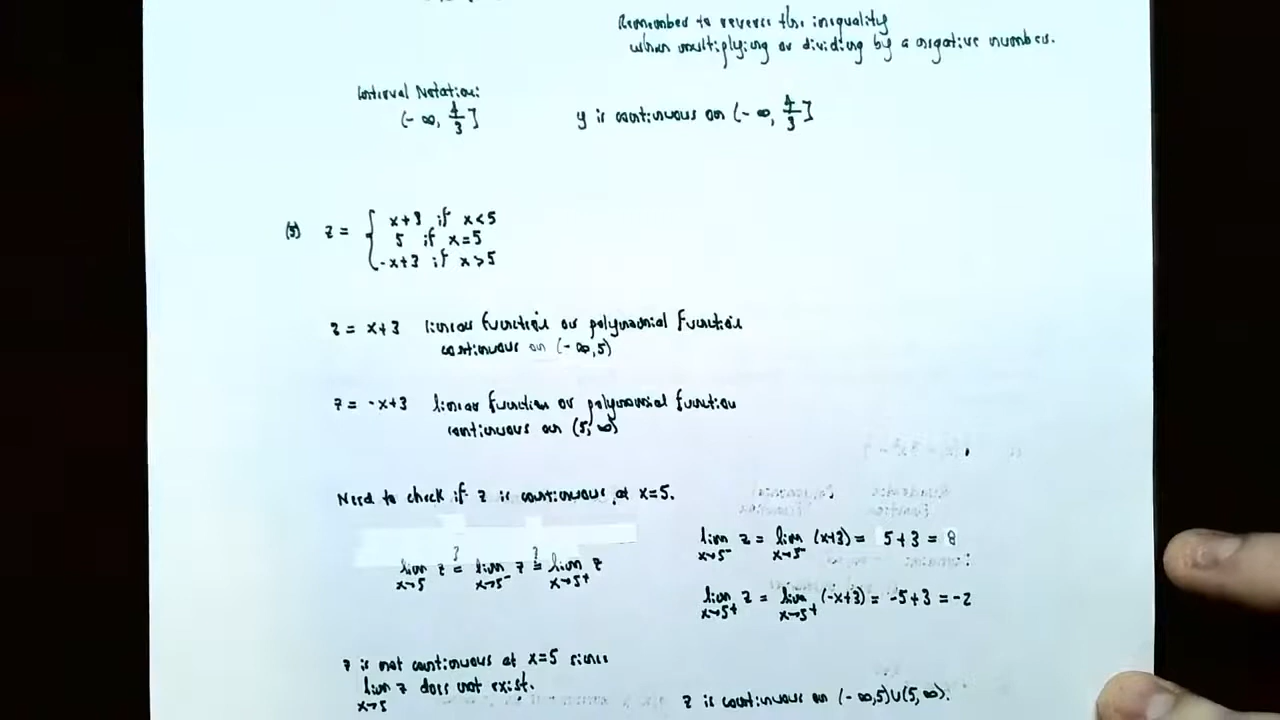 Remember to reverse the inequality
when multiplying or dividing by a negative number.
Interval Notation:
(-∞, 4/3]
y is continuous on (-∞, 4/3]
(5) z = { x+3 if x<5
5 if x=5
-x+3 if x>5
z = x+3 linear function or polynomial function
continuous on (-∞,5)
z = -x+3 linear function or polynomial function
continuous on (5,∞)
Need to check if z is continuous at x=5.
lim x→5 z ?= lim x→5⁻ z ?= lim x→5⁺ z
lim x→5⁻ z = lim x→5⁻ (x+3) = 5+3 = 8
lim x→5⁺ z = lim x→5⁺ (-x+3) = -5+3 = -2
z is not continuous at x=5 since
lim x→5 z does not exist.
z is continuous on (-∞,5)∪(5,∞).